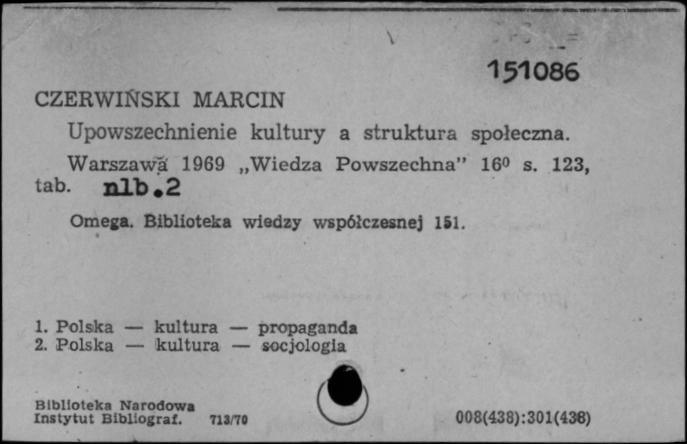 151086
CZERWIŃSKI MARCIN
Upowszechnienie kultury a struktura społeczna.
Warszawa 1969 „Wiedza Powszechna” 16⁰ s. 123,
tab. nlb.2
Omega. Biblioteka wiedzy współczesnej 151.
1. Polska — kultura — propaganda
2. Polska — kultura — socjologia
Biblioteka Narodowa
Instytut Bibliograf. 713/70 008(438):301(438)